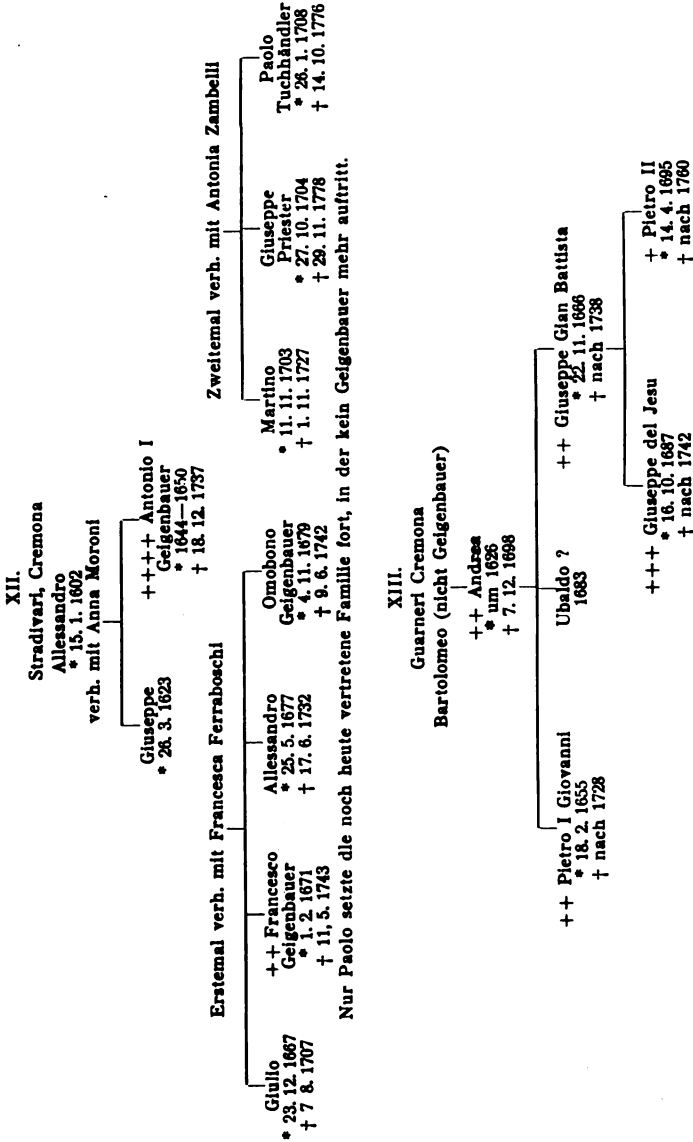 XII.
Stradivari, Cremona
Allessandro
* 15. 1. 1602
verh. mit Anna Moroni
Giuseppe
* 26. 3. 1623
++++ Antonio I
Geigenbauer
* 1644—1650
† 18. 12. 1737
Erstemal verh. mit Francesca Ferraboschi
Zweitemal verh. mit Antonia Zambelli
Giulio
* 23. 12. 1667
† 7 8. 1707
++ Francesco
Geigenbauer
* 1. 2. 1671
† 11, 5. 1743
Allessandro
* 25. 5. 1677
† 17. 6. 1732
Omobono
Geigenbauer
* 4. 11. 1679
† 9. 6. 1742
Martino
* 11. 11. 1703
† 1. 11. 1727
Giuseppe
Priester
* 27. 10. 1704
† 29. 11. 1778
Paolo
Tuchhändler
* 26. 1. 1708
† 14. 10. 1776
Nur Paolo setzte die noch heute vertretene Familie fort, in der kein Geigenbauer mehr auftritt.
XIII.
Guarneri Cremona
Bartolomeo (nicht Geigenbauer)
++ Andrea
* um 1626
† 7. 12. 1698
++ Pietro I Giovanni
* 18. 2. 1655
† nach 1728
Ubaldo ?
1683
++ Giuseppe Gian Battista
* 22. 11. 1666
† nach 1738
+++ Giuseppe del Jesu
* 16. 10. 1687
† nach 1742
+ Pietro II
* 14. 4. 1695
† nach 1760